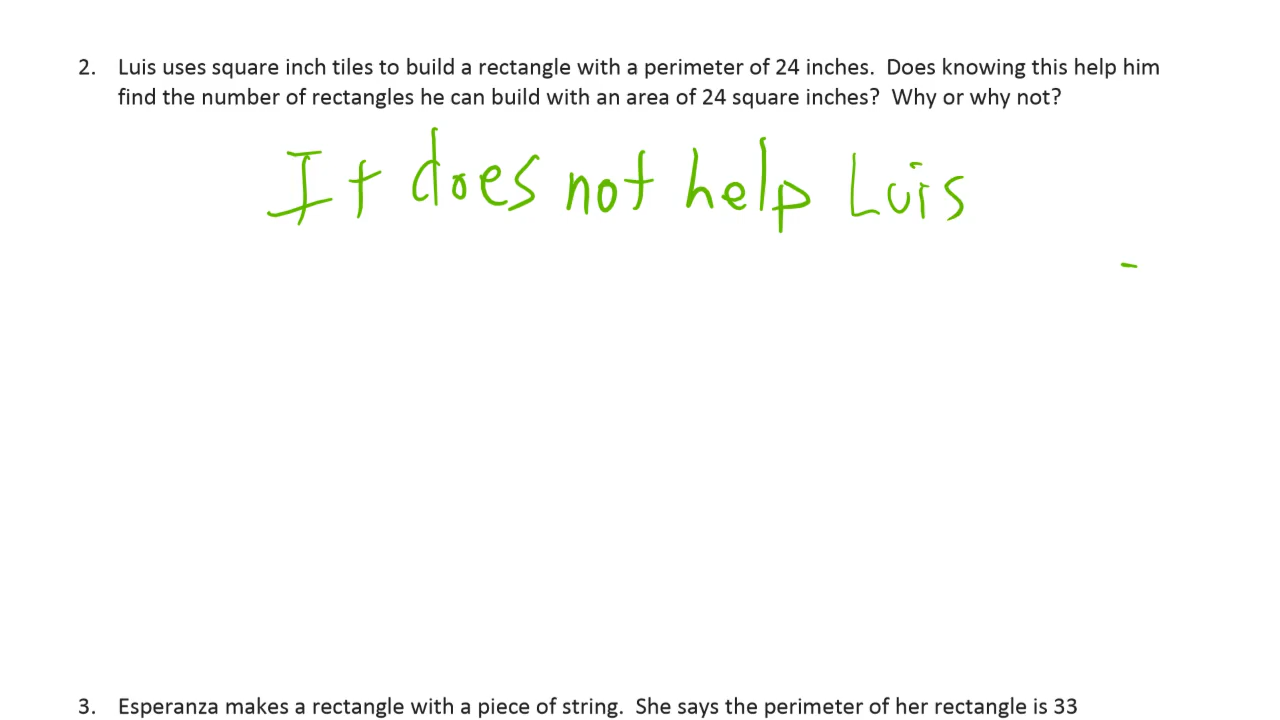 2. Luis uses square inch tiles to build a rectangle with a perimeter of 24 inches. Does knowing this help him
find the number of rectangles he can build with an area of 24 square inches? Why or why not?
It does not help Luis
3. Esperanza makes a rectangle with a piece of string. She says the perimeter of her rectangle is 33